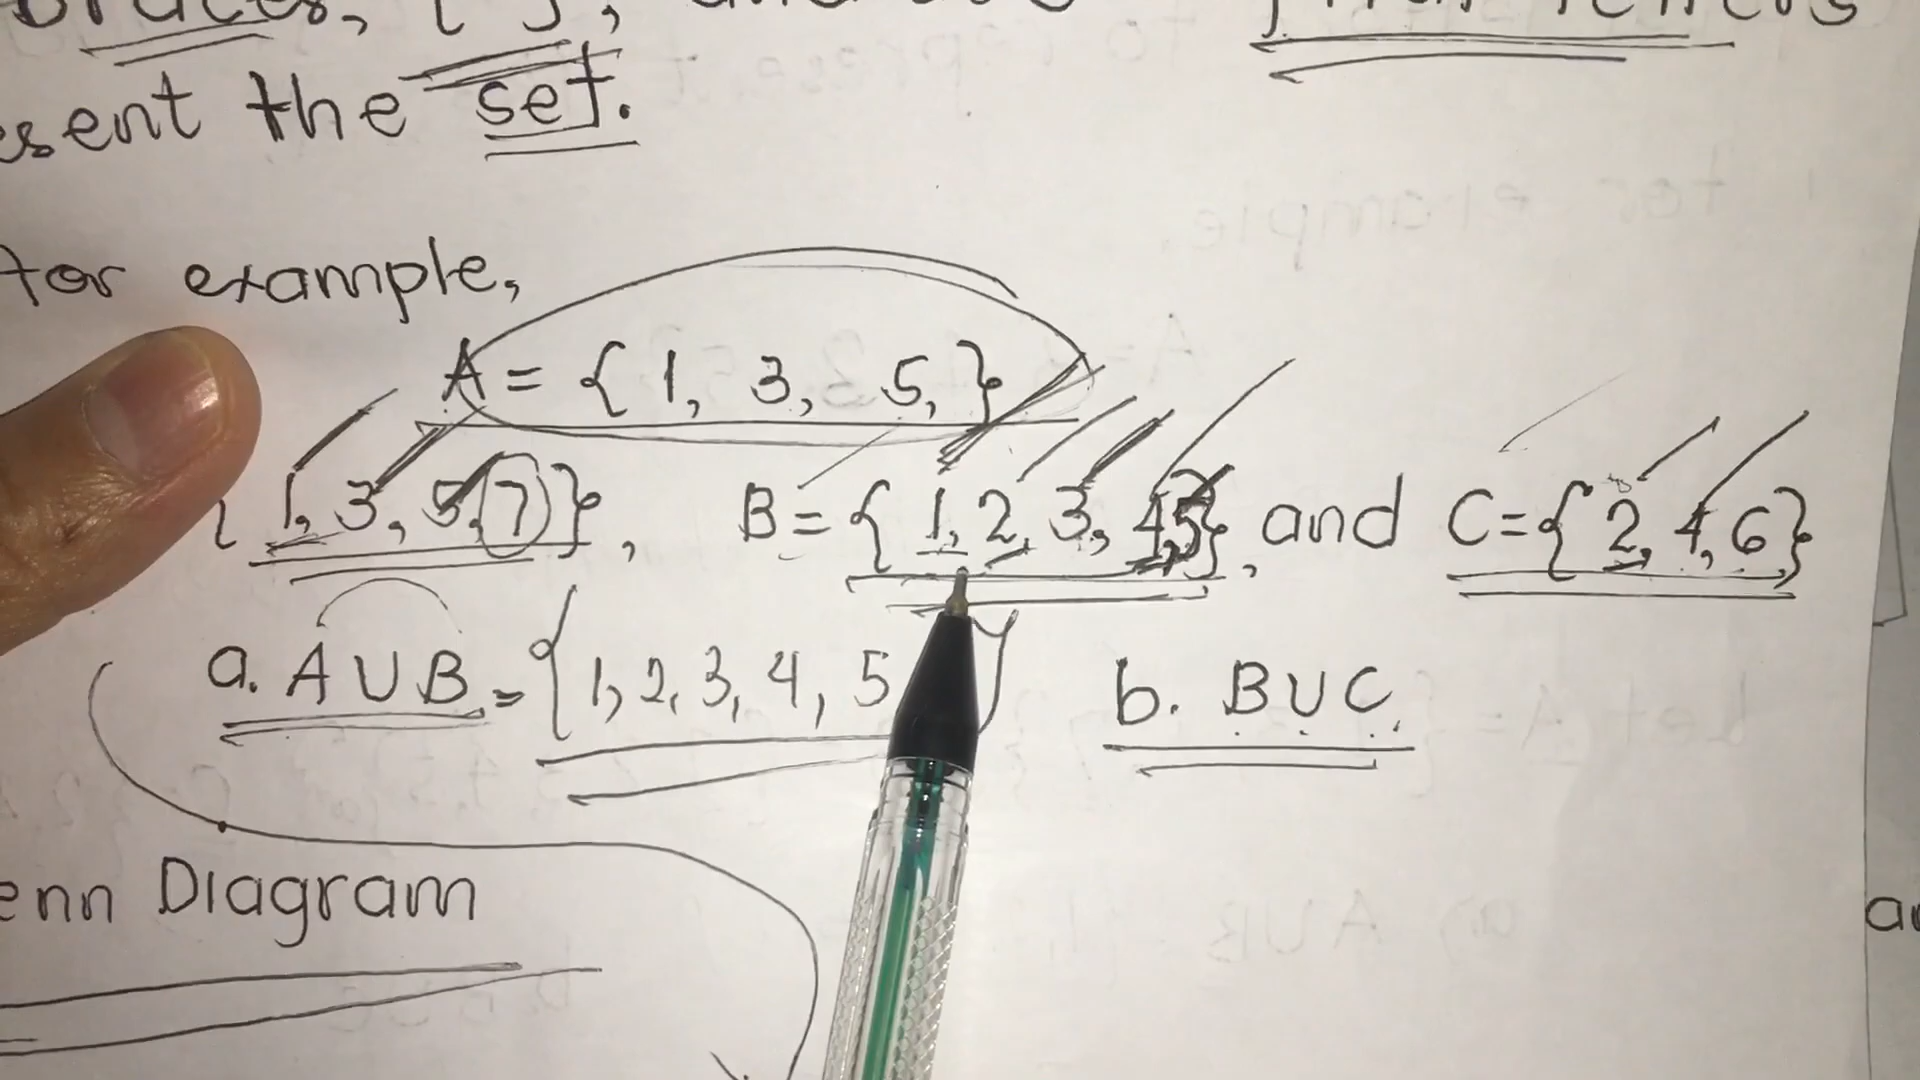 braces, { },
sent the set.
for example,
A = { 1, 3, 5, }
{ 1, 3, 5, 7 }, B = { 1, 2, 3, 4, 5 }, and C = { 2, 4, 6 }
a. A ∪ B = { 1, 2, 3, 4, 5 } b. B ∪ C
enn Diagram